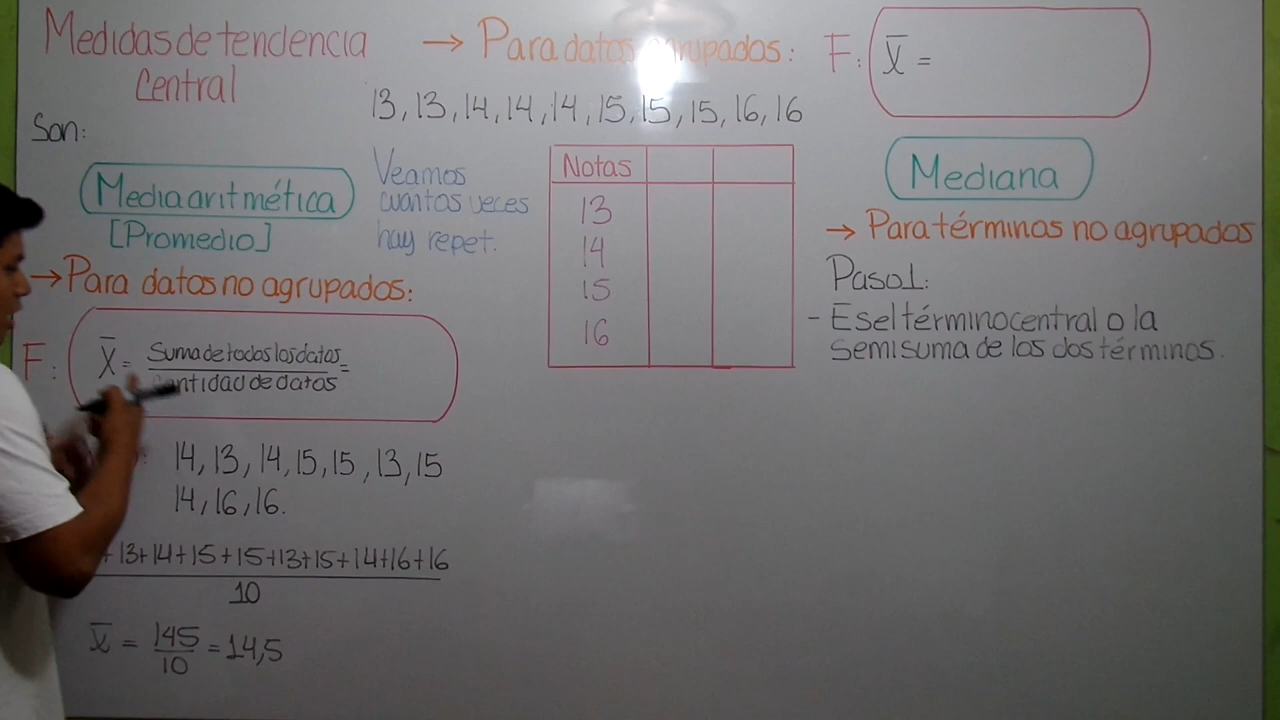 Medidas de tendencia
Central
Son:
Media aritmética
[Promedio]
→ Para datos no agrupados:
F: X̄ = Suma de todos los datos =
Cantidad de datos
14, 13, 14, 15, 15, 13, 15
14, 16, 16.
+13+14+15+15+13+15+14+16+16
10
X̄ = 145 = 14,5
10
→ Para datos agrupados:
13, 13, 14, 14, 14, 15, 15, 15, 16, 16
Veamos
cuantas veces
hay repet.
Notas
13
14
15
16
F: X̄ =
Mediana
→ Para términos no agrupados
Paso 1:
- Es el término central o la
semisuma de los dos términos.